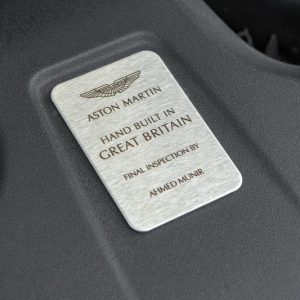 ASTON MARTIN
HAND BUILT IN
GREAT BRITAIN
FINAL INSPECTION BY
AHMED MUNIR